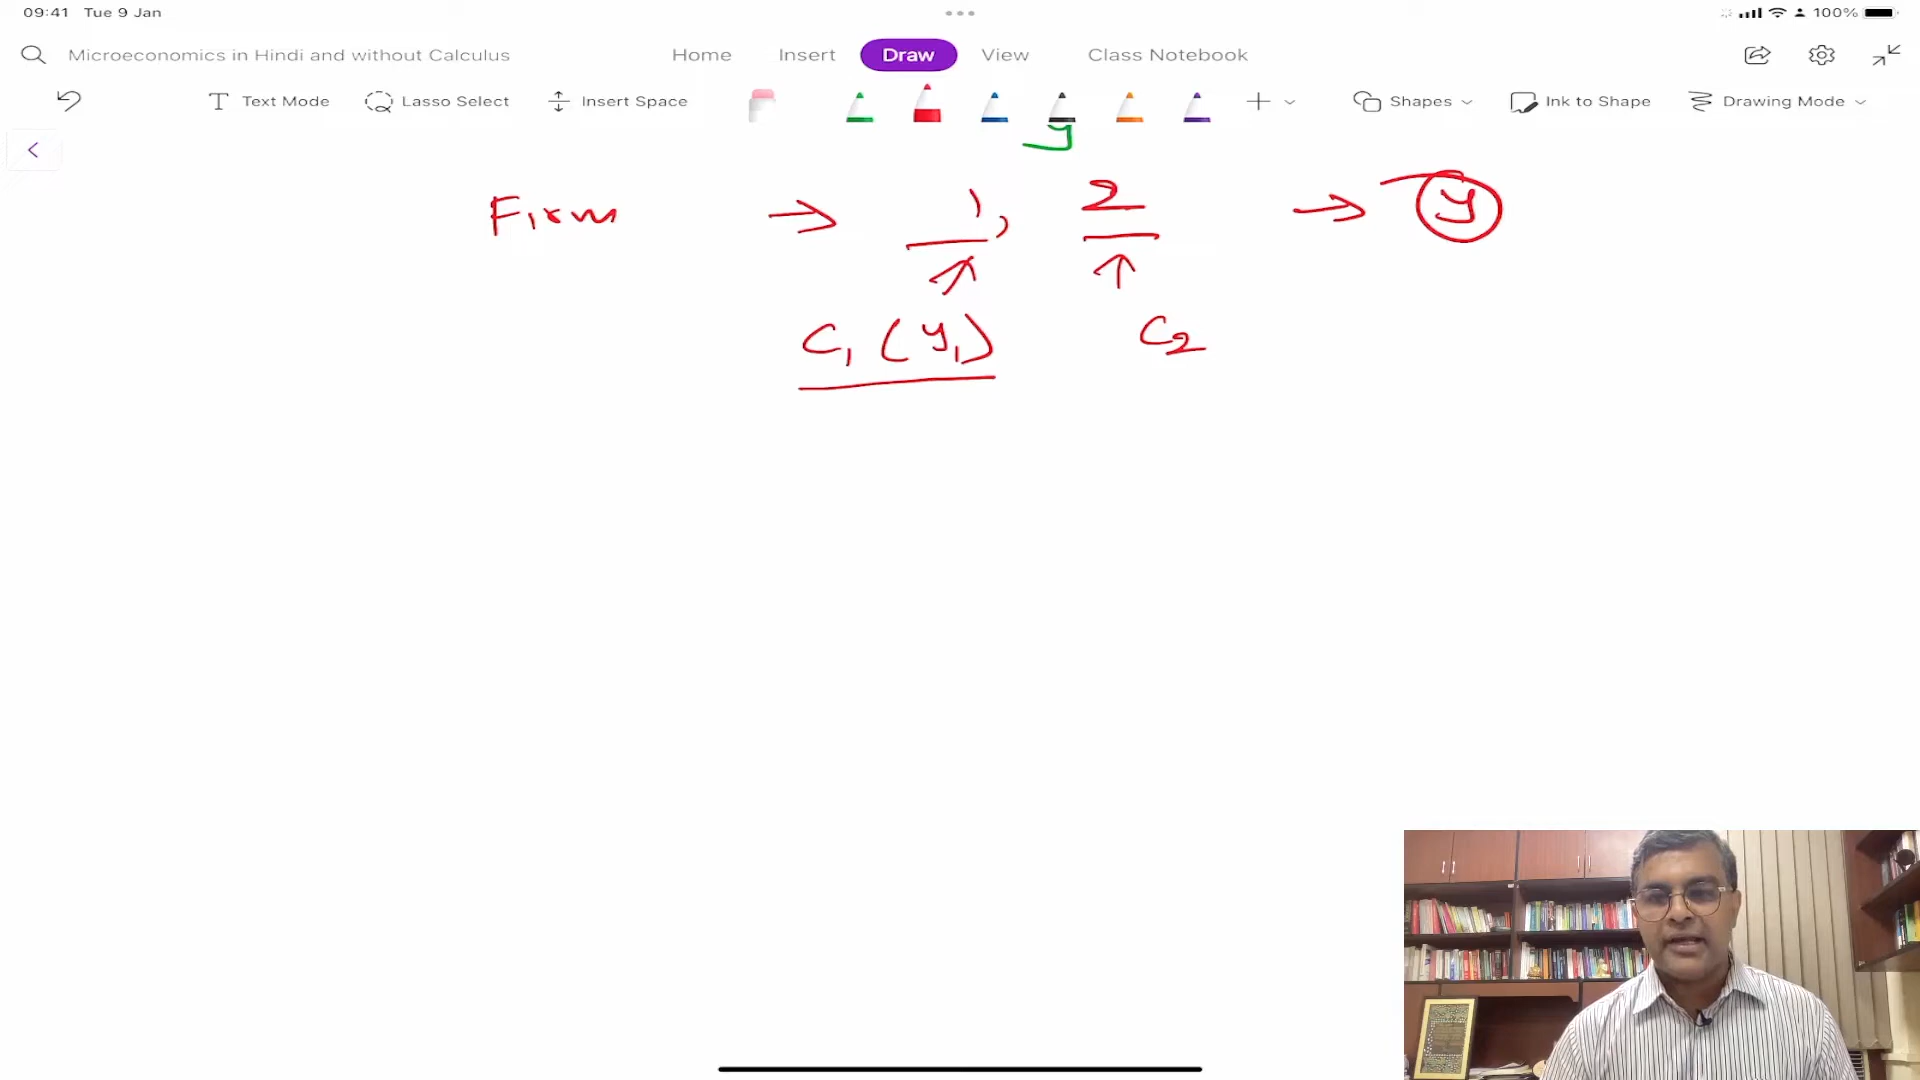 09:41 Tue 9 Jan
100%
Microeconomics in Hindi and without Calculus
Home Insert Draw View Class Notebook
Text Mode Lasso Select Insert Space Shapes Ink to Shape Drawing Mode
y
Firm → 1, 2 → y
↑ ↑
C₁ (y₁) C₂